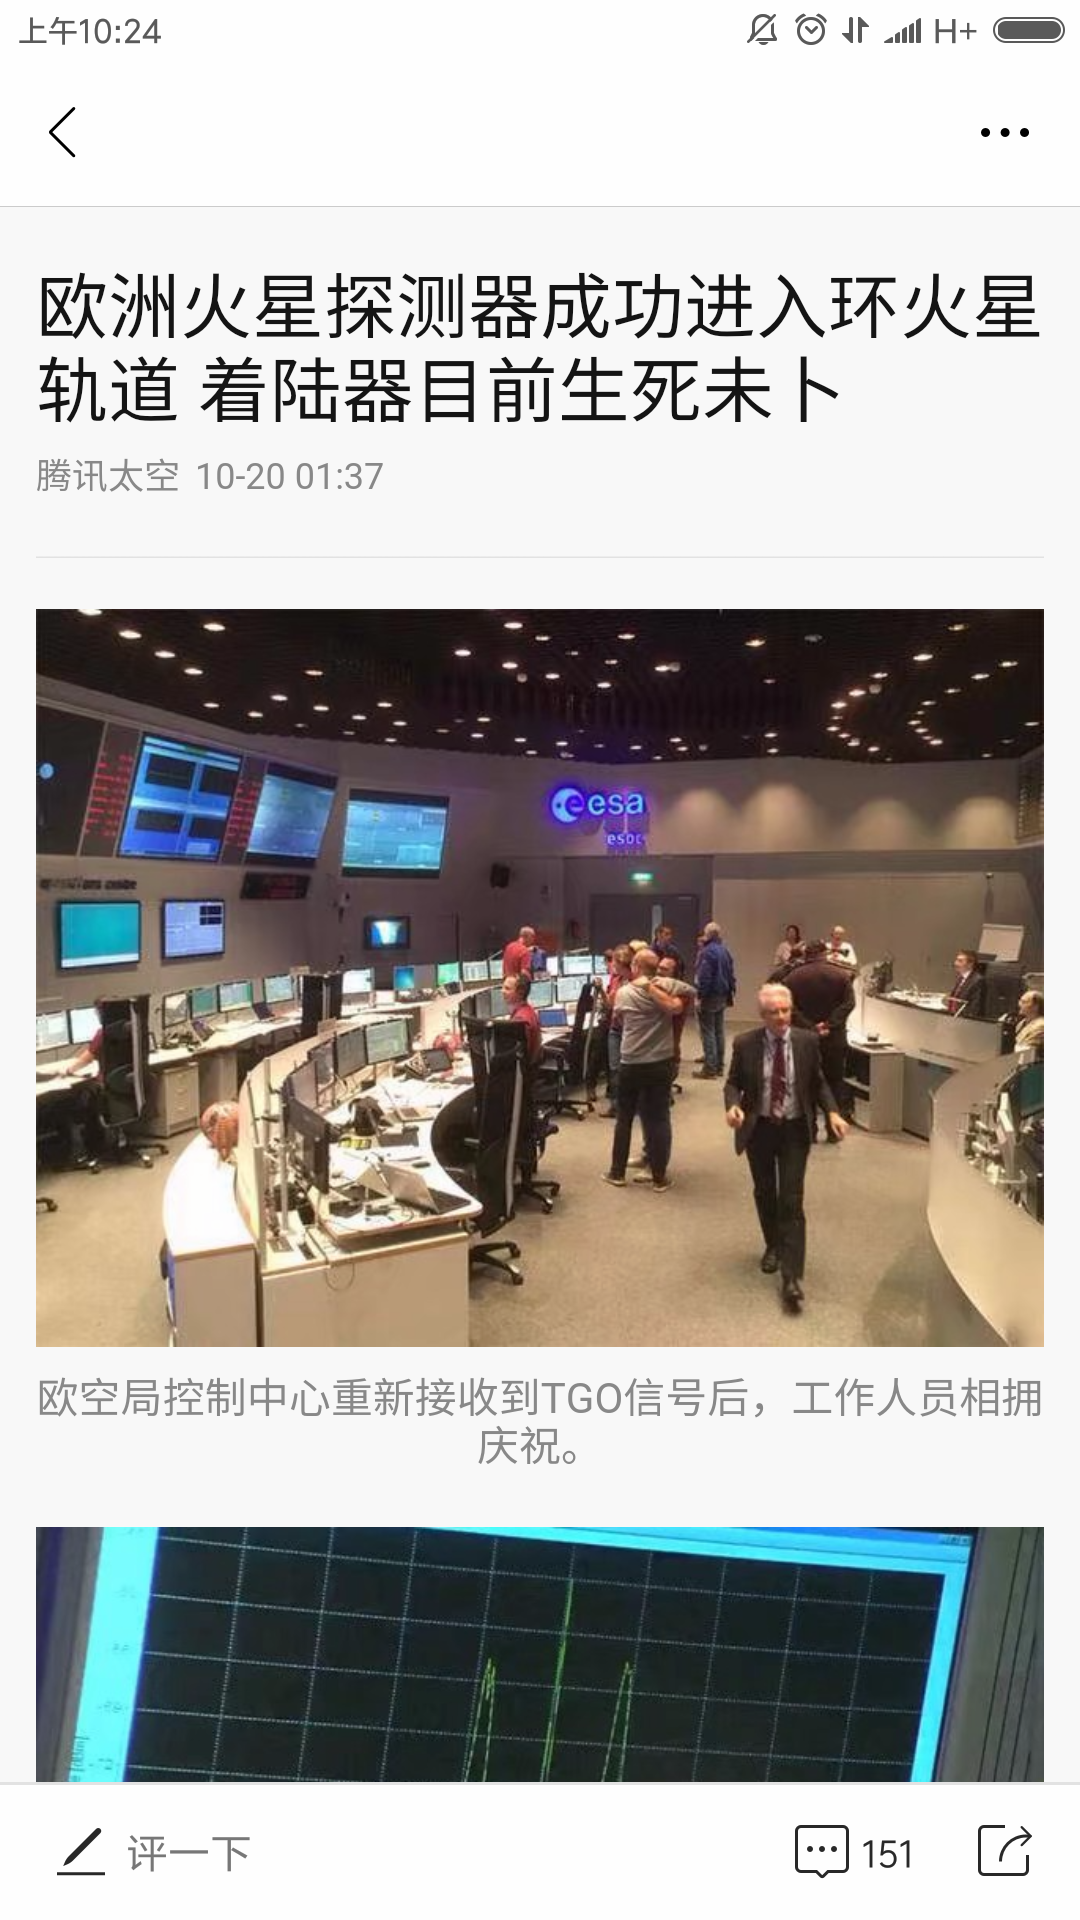 上午10:24
H+
欧洲火星探测器成功进入环火星
轨道 着陆器目前生死未卜
腾讯太空 10-20 01:37
esa
esoc
欧空局控制中心重新接收到TGO信号后，工作人员相拥
庆祝。
评一下
151